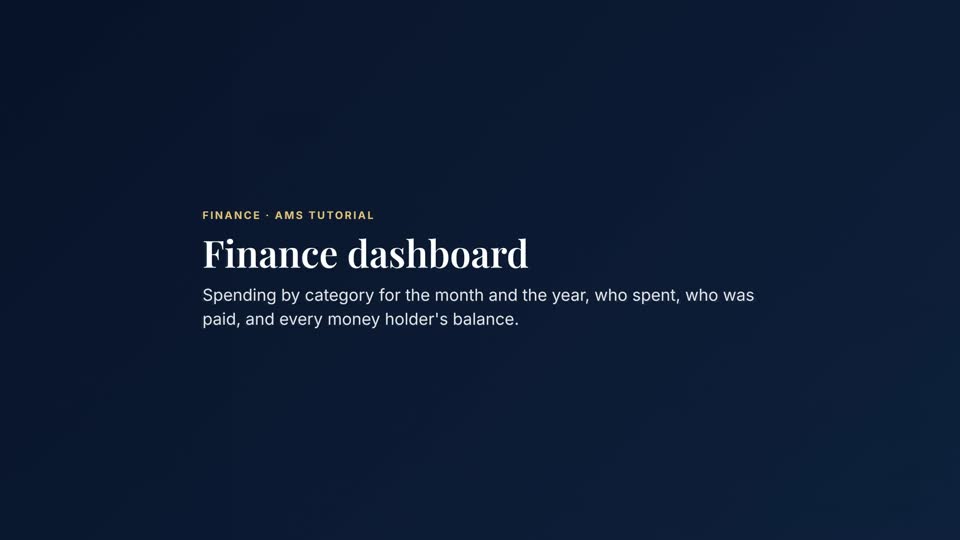 FINANCE · AMS TUTORIAL
Finance dashboard
Spending by category for the month and the year, who spent, who was
paid, and every money holder's balance.